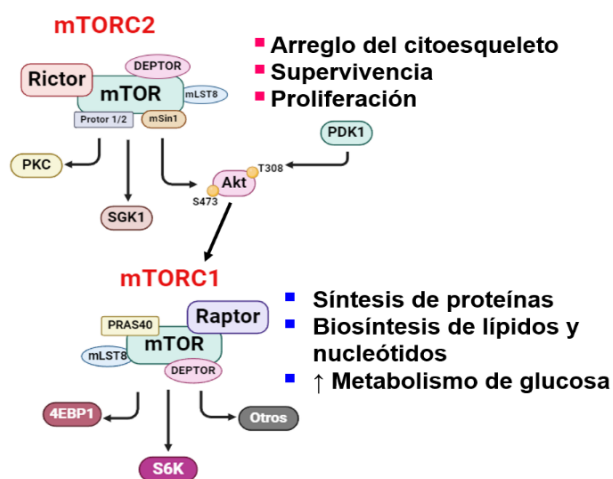 mTORC2
Arreglo del citoesqueleto
Supervivencia
Proliferación
DEPTOR
Rictor
mTOR
mLST8
Protor 1/2
mSin1
PDK1
PKC
T308
Akt
S473
SGK1
mTORC1
Síntesis de proteínas
Biosíntesis de lípidos y
nucleótidos
↑ Metabolismo de glucosa
Raptor
PRAS40
mTOR
mLST8
DEPTOR
4EBP1
Otros
S6K